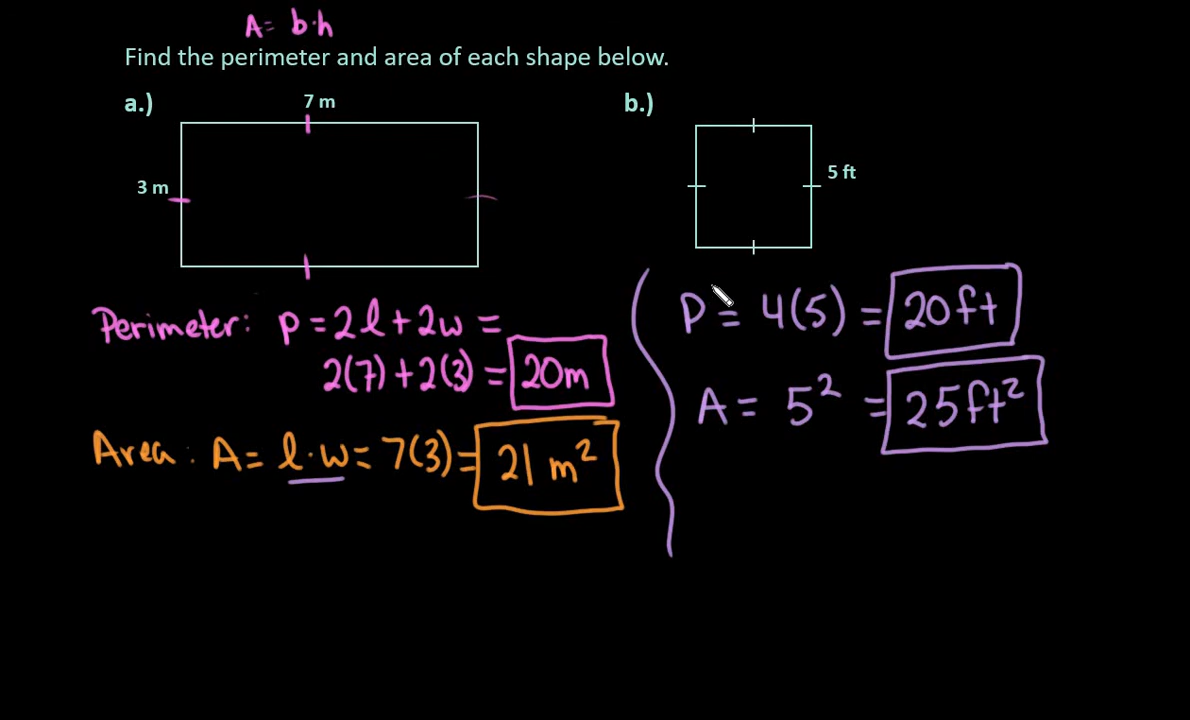 A = b·h
Find the perimeter and area of each shape below.
a.)
7 m
3 m
Perimeter: p = 2l + 2w =
2(7) + 2(3) = 20m
Area: A = l·w = 7(3) = 21 m²
b.)
5 ft
P = 4(5) = 20ft
A = 5² = 25ft²